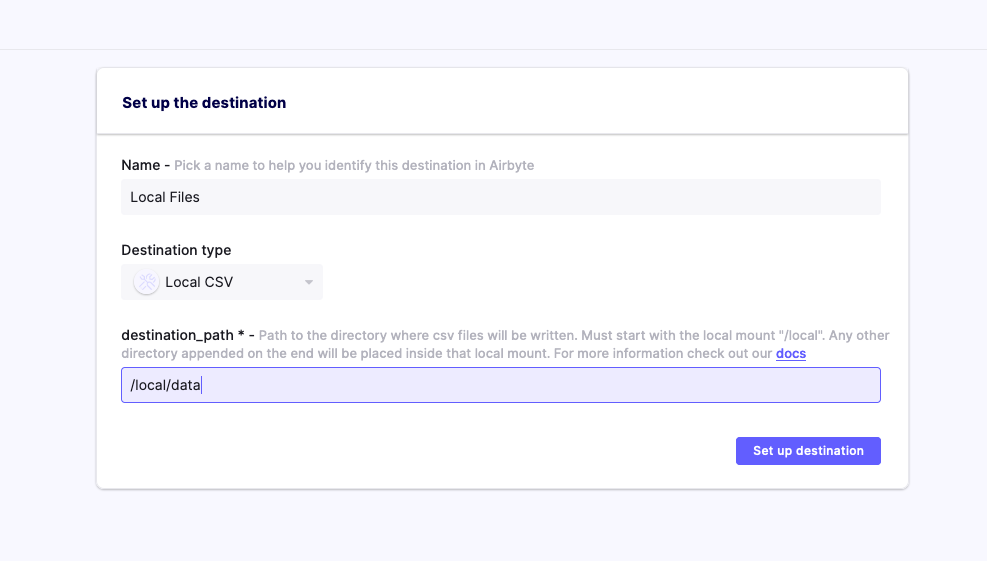 Set up the destination
Name - Pick a name to help you identify this destination in Airbyte
Local Files
Destination type
Local CSV
destination_path * - Path to the directory where csv files will be written. Must start with the local mount "/local". Any other
directory appended on the end will be placed inside that local mount. For more information check out our docs
/local/data
Set up destination